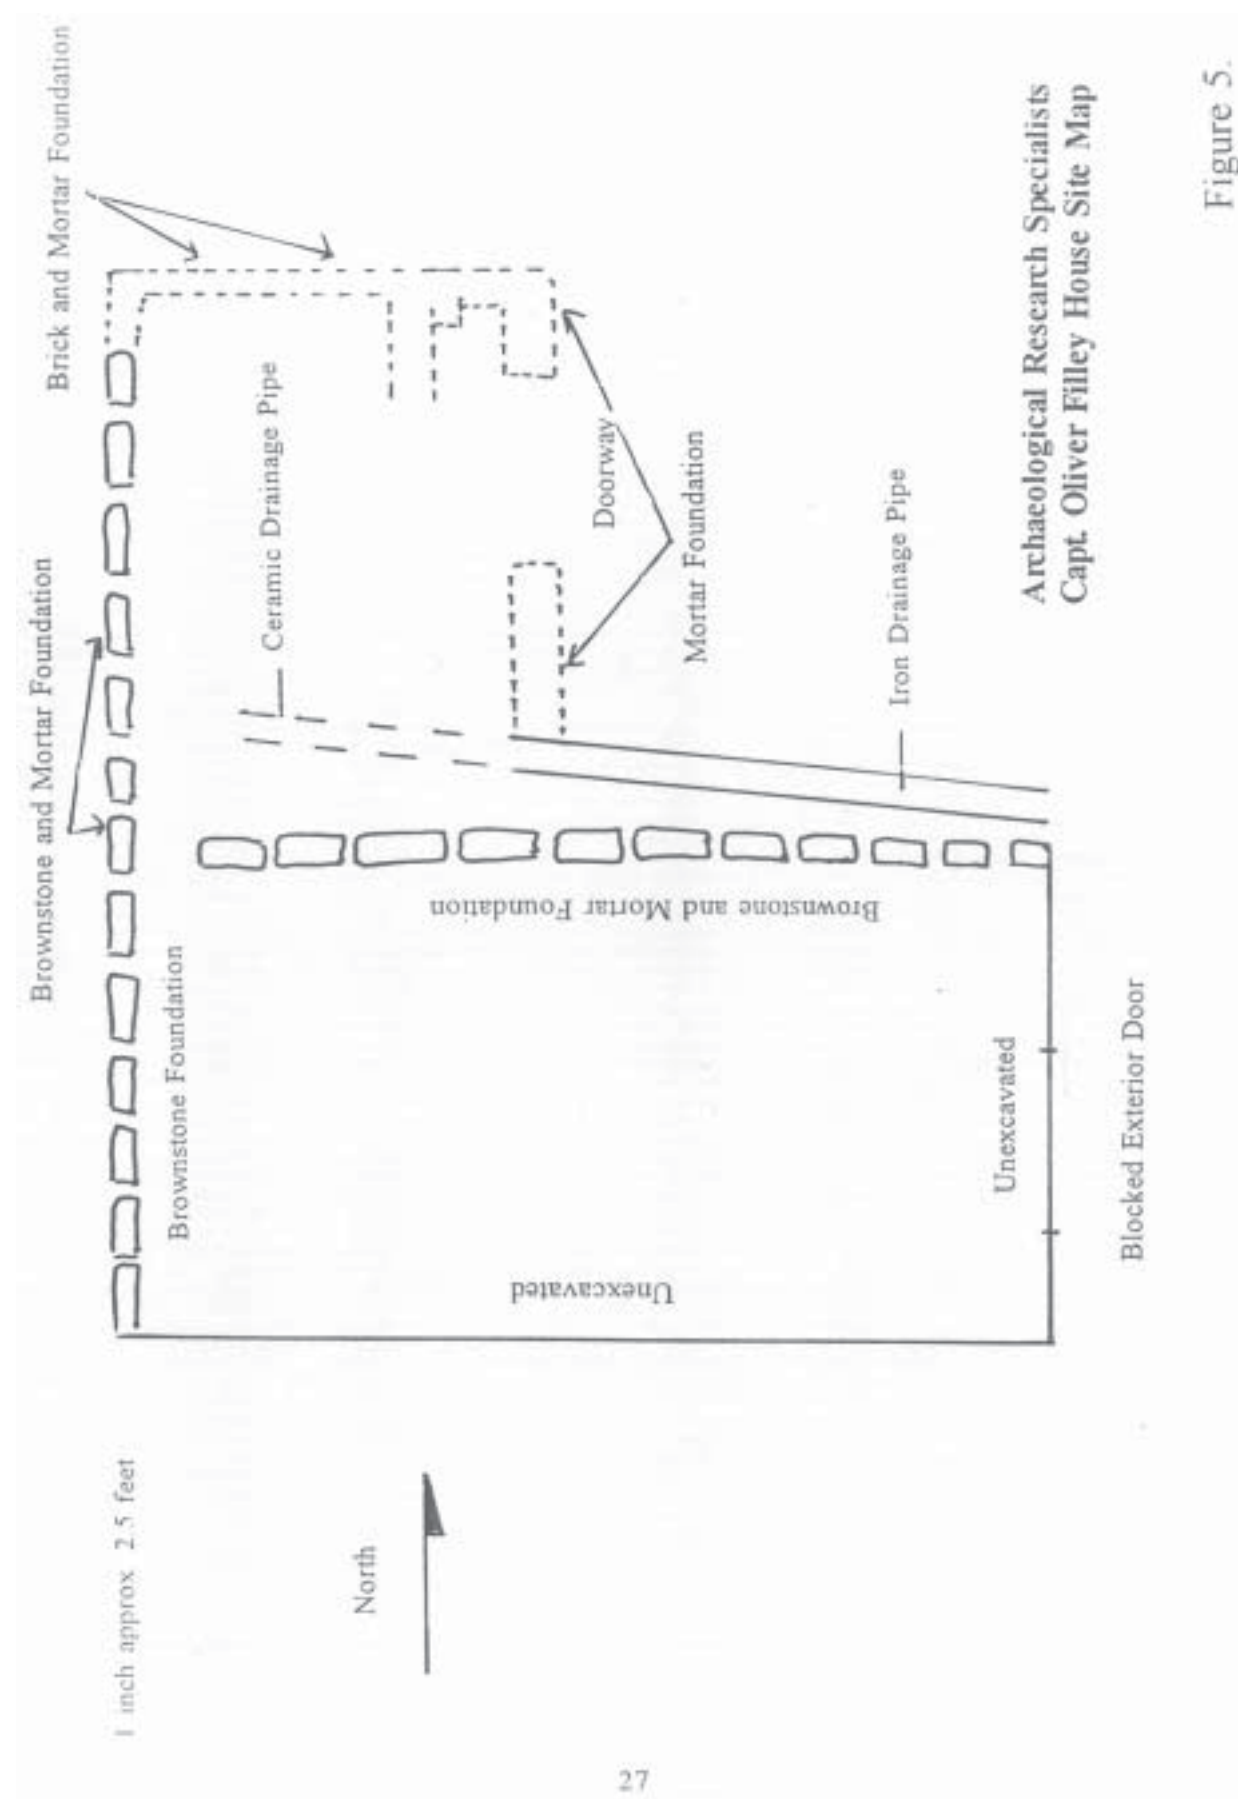 Brick and Mortar Foundation
Brownstone and Mortar Foundation
Ceramic Drainage Pipe
Brownstone Foundation
Doorway
Mortar Foundation
Iron Drainage Pipe
Brownstone and Mortar Foundation
Unexcavated
Unexcavated
Blocked Exterior Door
1 inch approx 2.5 feet
North
Archaeological Research Specialists
Capt. Oliver Filley House Site Map
Figure 5.
27